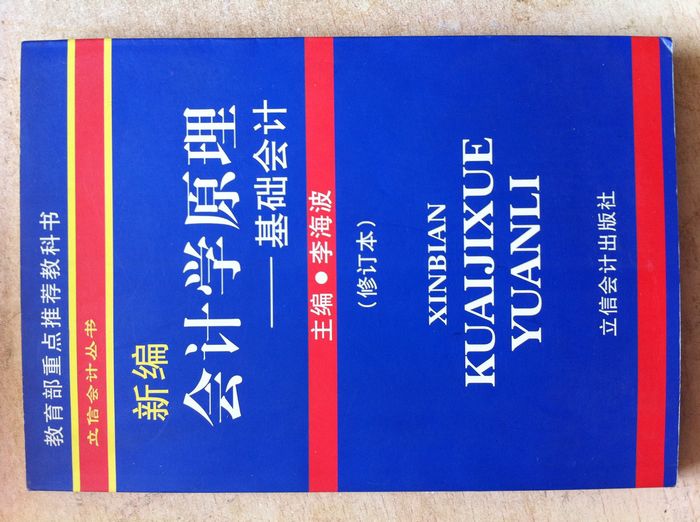 教育部重点推荐教科书
立信会计丛书
新编
会计学原理
——基础会计
主编●李海波
（修订本）
XINBIAN
KUAIJIXUE
YUANLI
立信会计出版社